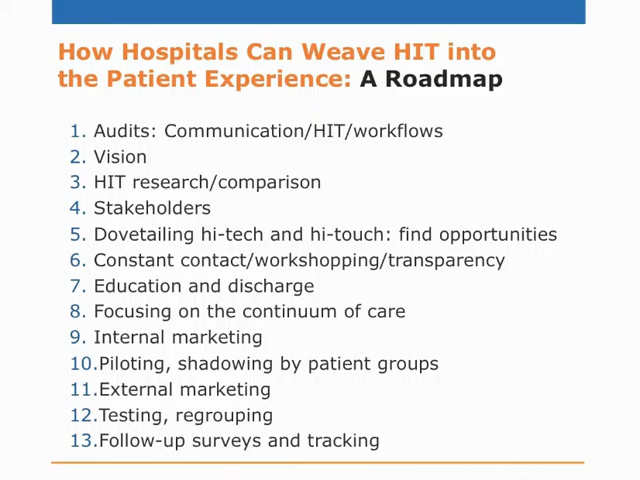 How Hospitals Can Weave HIT into
the Patient Experience: A Roadmap
1. Audits: Communication/HIT/workflows
2. Vision
3. HIT research/comparison
4. Stakeholders
5. Dovetailing hi-tech and hi-touch: find opportunities
6. Constant contact/workshopping/transparency
7. Education and discharge
8. Focusing on the continuum of care
9. Internal marketing
10.Piloting, shadowing by patient groups
11.External marketing
12.Testing, regrouping
13.Follow-up surveys and tracking